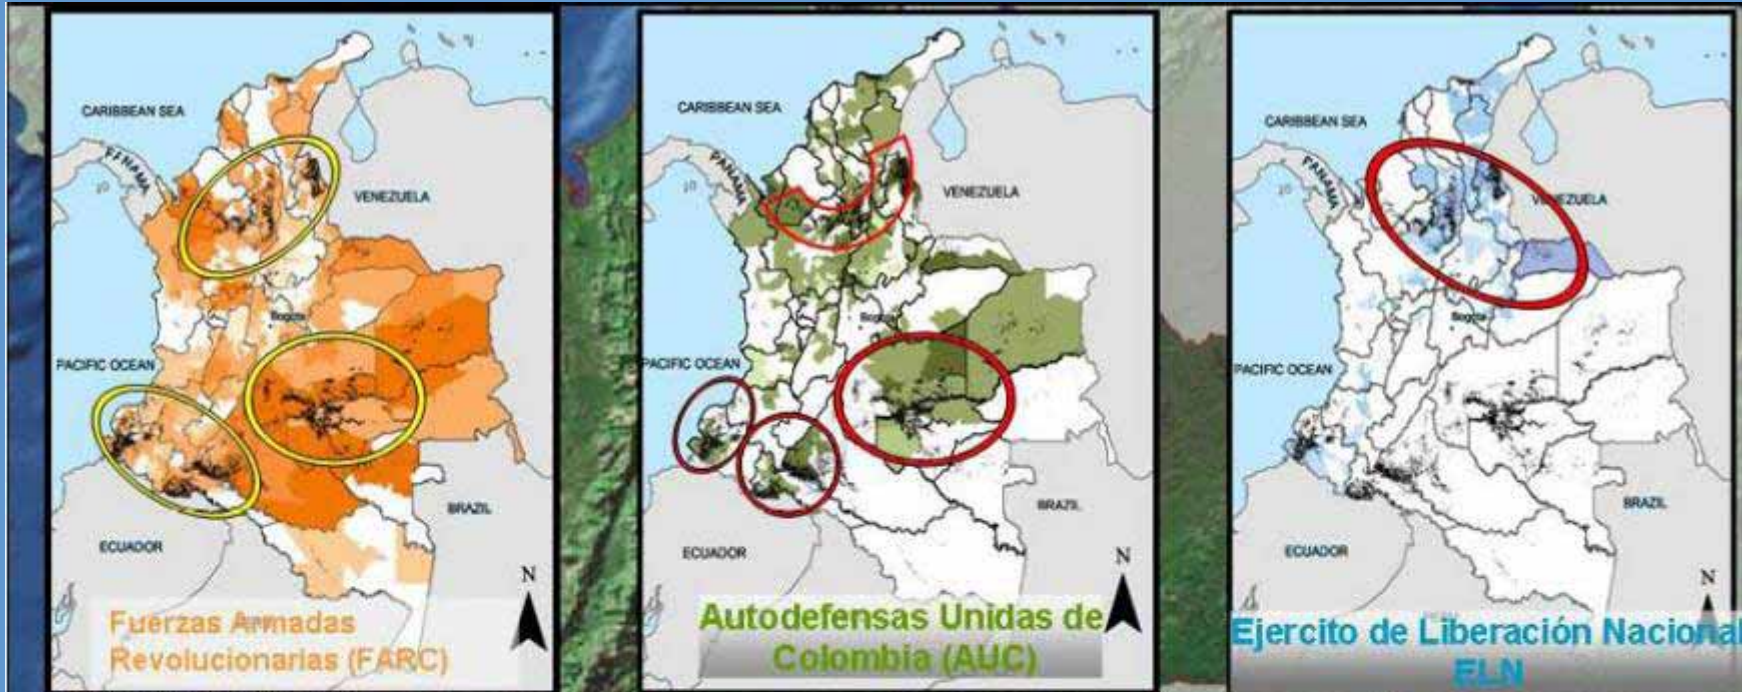 CARIBBEAN SEA
PANAMA
VENEZUELA
Bogota
PACIFIC OCEAN
BRAZIL
ECUADOR
N
Fuerzas Armadas
Revolucionarias (FARC)
CARIBBEAN SEA
PANAMA
VENEZUELA
Bogota
PACIFIC OCEAN
BRAZIL
ECUADOR
N
Autodefensas Unidas de
Colombia (AUC)
CARIBBEAN SEA
PANAMA
VENEZUELA
Bogota
PACIFIC OCEAN
BRAZIL
ECUADOR
N
Ejercito de Liberación Nacional
ELN